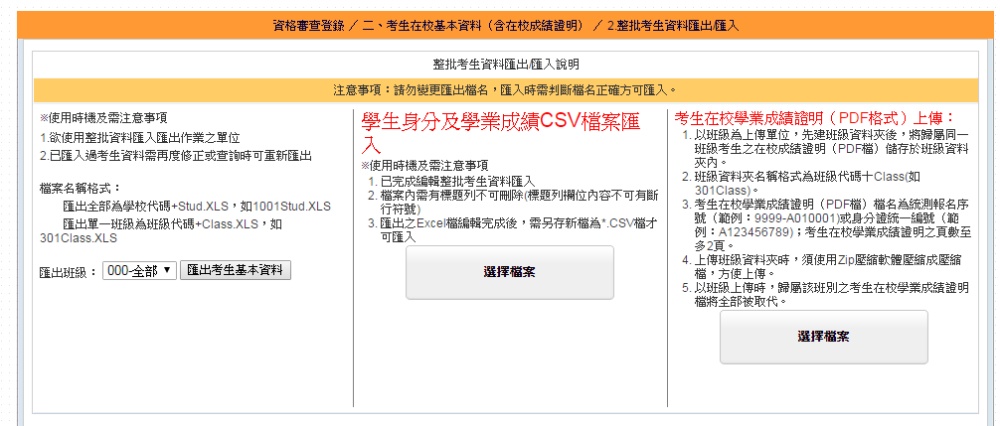 資格審查登錄 ／ 二、考生在校基本資料（含在校成績證明） ／ 2.整批考生資料匯出/匯入
整批考生資料匯出/匯入說明
注意事項：請勿變更匯出檔名，匯入時需判斷檔名正確方可匯入。
※使用時機及需注意事項
1.欲使用整批資料匯入匯出作業之單位
2.已匯入過考生資料需再度修正或查詢時可重新匯出
檔案名稱格式：
匯出全部為學校代碼+Stud.XLS，如1001Stud.XLS
匯出單一班級為班級代碼+Class.XLS，如
301Class.XLS
匯出班級： 000-全部 匯出考生基本資料
學生身分及學業成績CSV檔案匯
入
※使用時機及需注意事項
1. 已完成編輯整批考生資料匯入
2. 檔案內需有標題列不可刪除(標題列欄位內容不可有斷
行符號)
3. 匯出之Excel檔編輯完成後，需另存新檔為*.CSV檔才
可匯入
選擇檔案
考生在校學業成績證明（PDF格式）上傳：
1. 以班級為上傳單位，先建班級資料夾後，將歸屬同一
班級考生之在校成績證明（PDF檔）儲存於班級資料
夾內。
2. 班級資料夾名稱格式為班級代碼十Class(如
301Class)。
3. 考生在校學業成績證明（PDF檔）檔名為統測報名序
號（範例：9999-A010001)或身分證統一編號（範
例：A123456789)；考生在校學業成績證明之頁數至
多2頁。
4. 上傳班級資料夾時，須使用Zip壓縮軟體壓縮成壓縮
檔，方使上傳。
5. 以班級上傳時，歸屬該班別之考生在校學業成績證明
檔將全部被取代。
選擇檔案